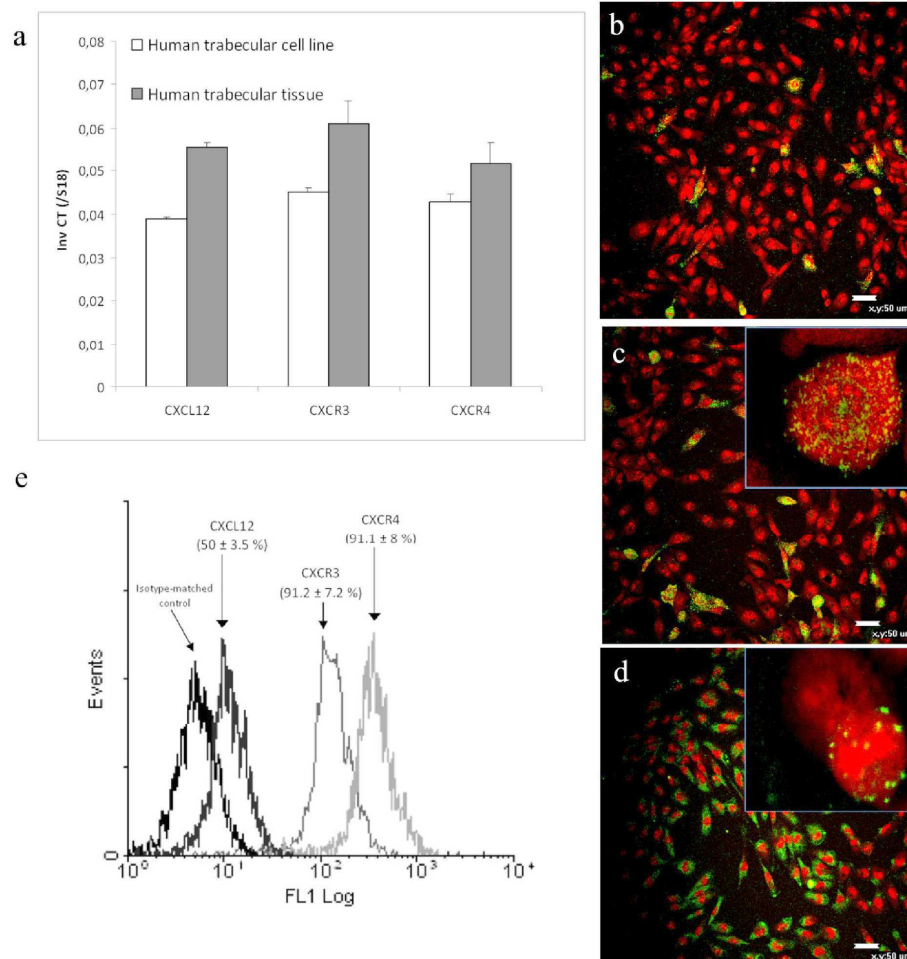 a
0,08
0,07
0,06
0,05
0,04
0,03
0,02
0,01
0
Inv CT (/S18)
Human trabecular cell line
Human trabecular tissue
CXCL12
CXCR3
CXCR4
b
x,y:50 um
c
x,y:50 um
d
x,y:50 um
e
CXCL12
(50 ± 3.5 %)
CXCR4
(91.1 ± 8 %)
CXCR3
(91.2 ± 7.2 %)
Isotype-matched
control
Events
0
10⁰
10¹
10²
10³
10⁺
FL1 Log